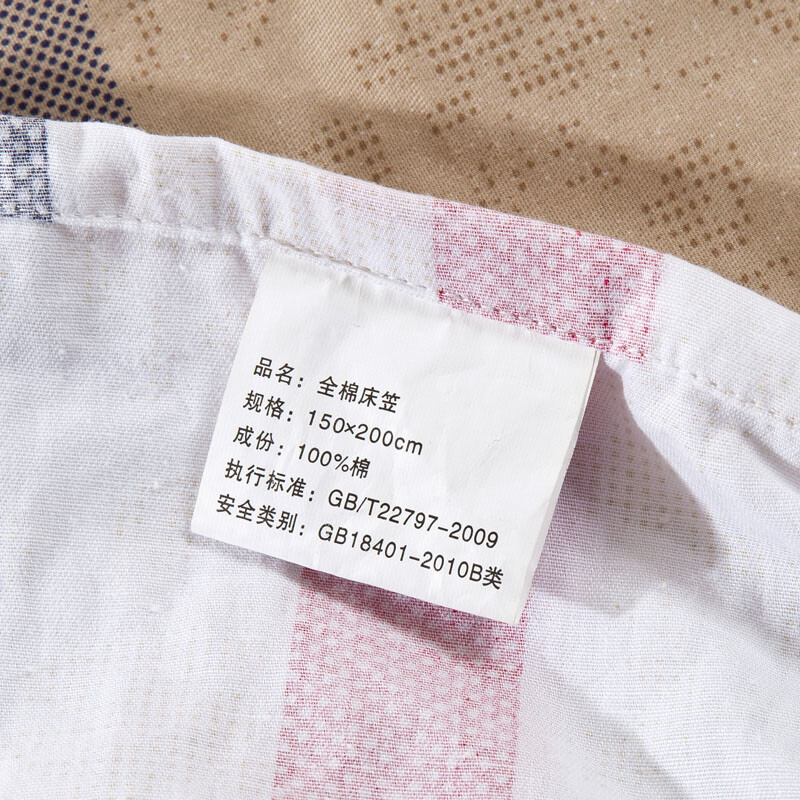 品名：全棉床笠
规格：150×200cm
成份：100%棉
执行标准：GB/T22797-2009
安全类别：GB18401-2010B类